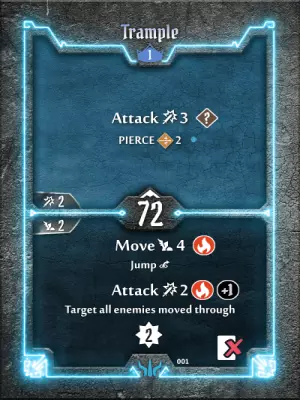 Trample
1
Attack 3 ?
PIERCE 2
2
72
2
Move 4
Jump
Attack 2 +1
Target all enemies moved through
2
001